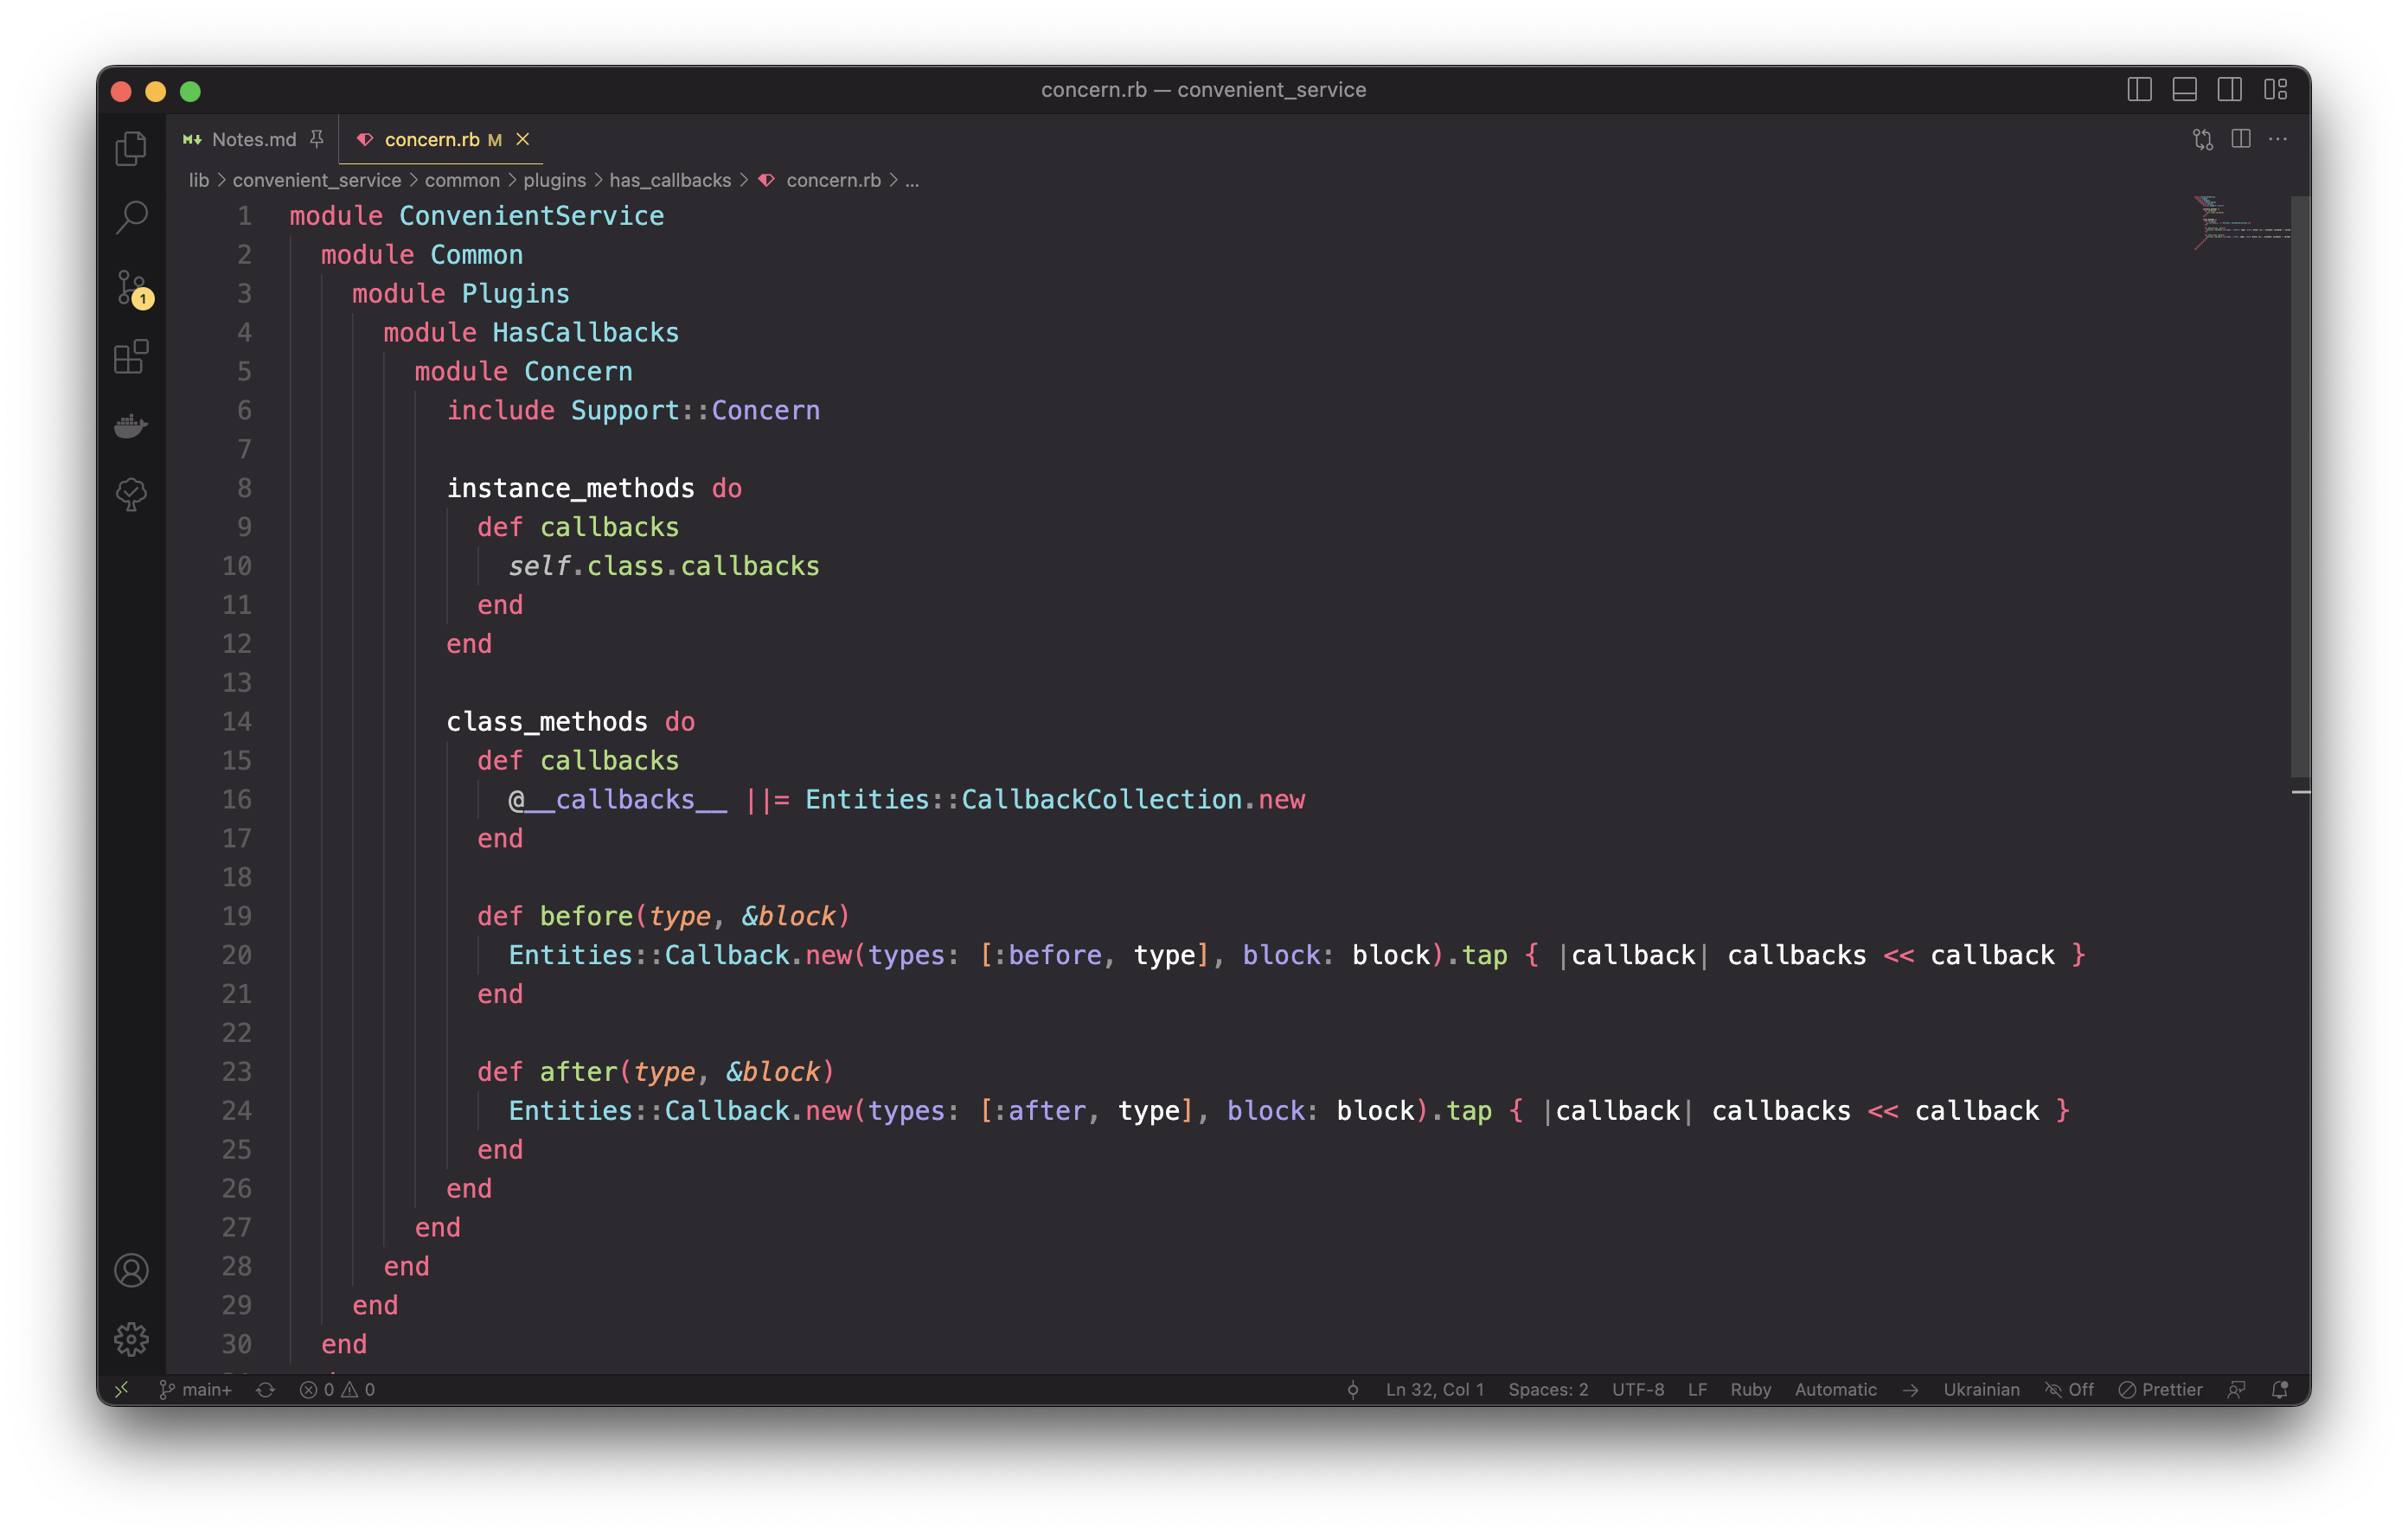 concern.rb — convenient_service
Notes.md
concern.rb M
lib > convenient_service > common > plugins > has_callbacks > concern.rb > ...
1 module ConvenientService
2   module Common
3     module Plugins
4       module HasCallbacks
5         module Concern
6           include Support::Concern
7
8           instance_methods do
9             def callbacks
10               self.class.callbacks
11             end
12           end
13
14           class_methods do
15             def callbacks
16               @__callbacks__ ||= Entities::CallbackCollection.new
17             end
18
19             def before(type, &block)
20               Entities::Callback.new(types: [:before, type], block: block).tap { |callback| callbacks << callback }
21             end
22
23             def after(type, &block)
24               Entities::Callback.new(types: [:after, type], block: block).tap { |callback| callbacks << callback }
25             end
26           end
27         end
28       end
29     end
30   end
1
main+ 0 0 Ln 32, Col 1 Spaces: 2 UTF-8 LF Ruby Automatic → Ukrainian Off Prettier